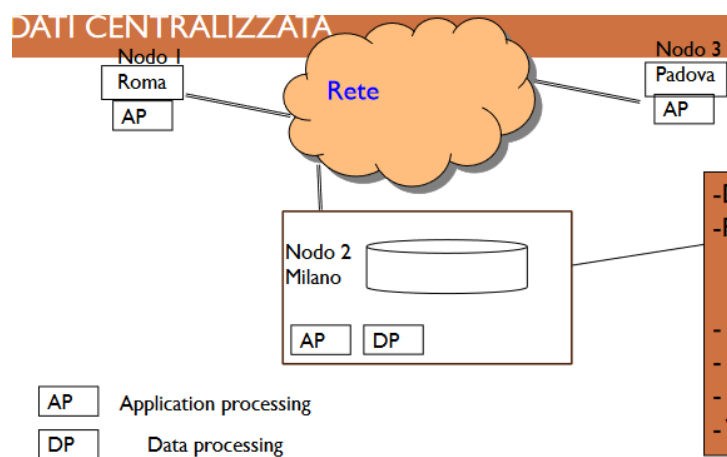 DATI CENTRALIZZATA
Nodo 1
Roma
AP
Rete
Nodo 3
Padova
AP
Nodo 2
Milano
AP DP
AP Application processing
DP Data processing